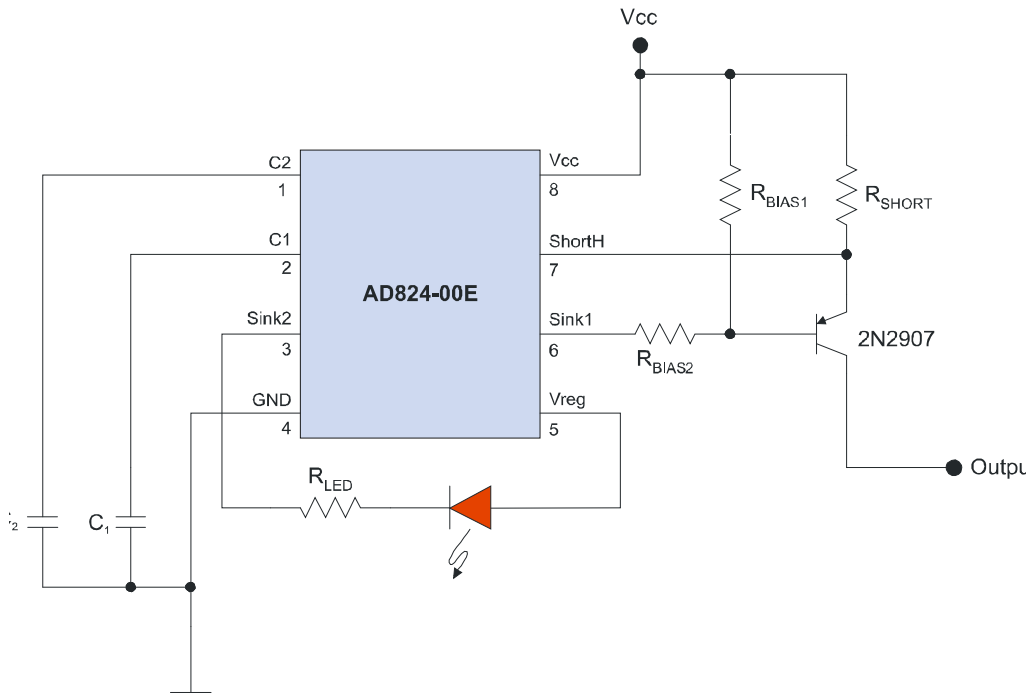 Vcc
C2
1
Vcc
8
RBIAS1
RSHORT
C1
2
ShortH
7
AD824-00E
Sink2
3
Sink1
6
RBIAS2
2N2907
GND
4
Vreg
5
RLED
C1